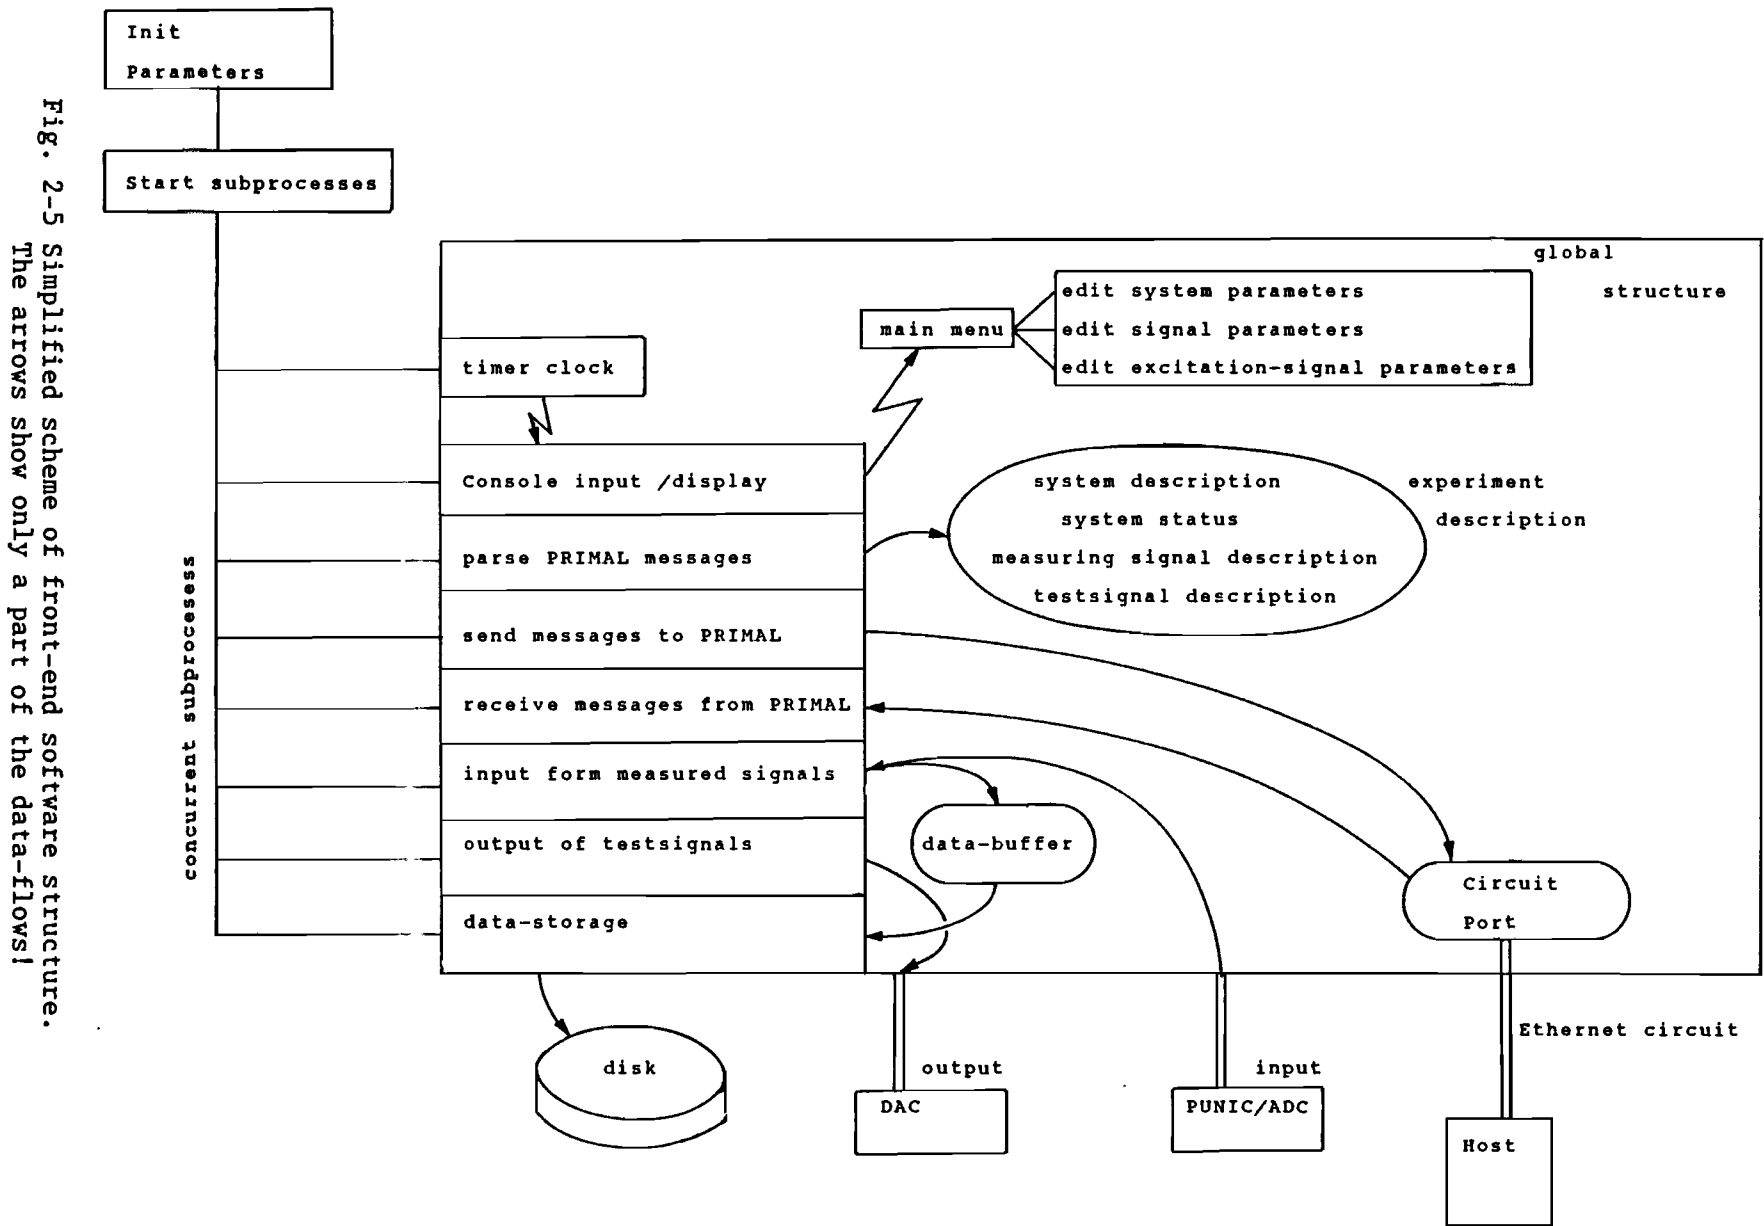 Init
Parameters
Start subprocesses
global
structure
main menu
edit system parameters
edit signal parameters
edit excitation-signal parameters
timer clock
Console input /display
parse PRIMAL messages
send messages to PRIMAL
receive messages from PRIMAL
input form measured signals
output of testsignals
data-storage
system description
system status
measuring signal description
testsignal description
experiment
description
data-buffer
Circuit
Port
concurrent subprocesess
Ethernet circuit
disk
output
DAC
input
PUNIC/ADC
Host
Fig. 2-5 Simplified scheme of front-end software structure.
The arrows show only a part of the data-flows!